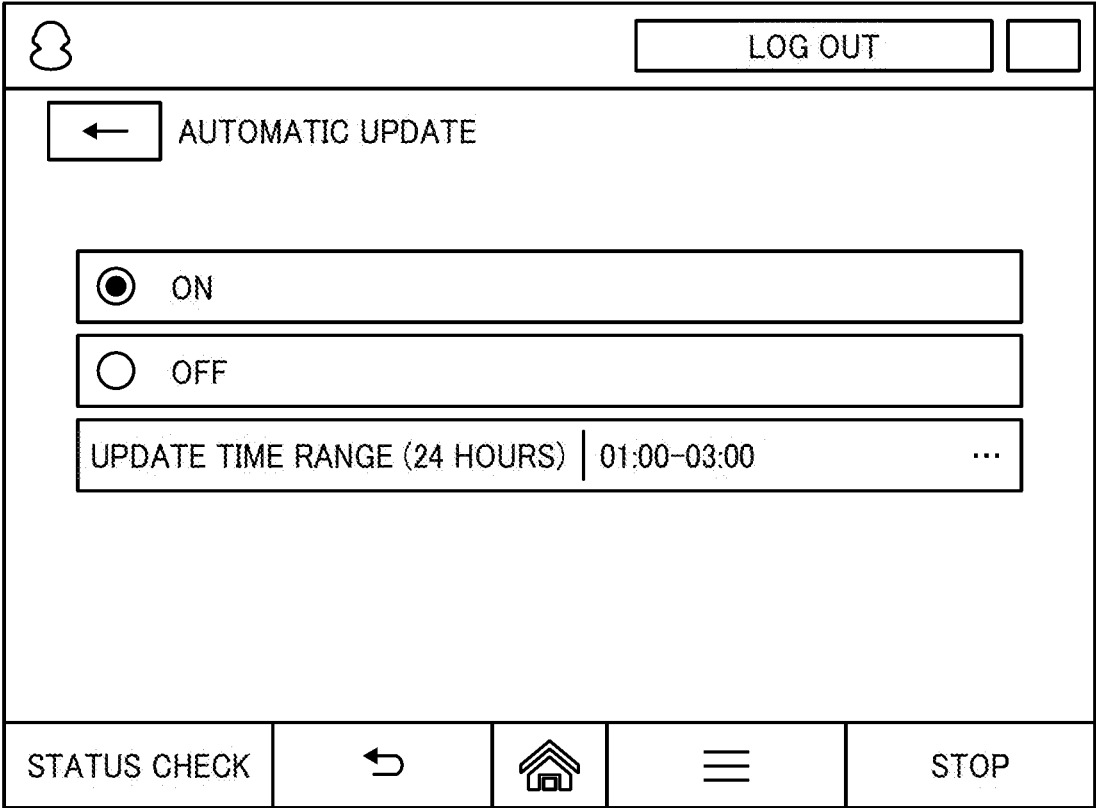 LOG OUT
← AUTOMATIC UPDATE
ON
OFF
UPDATE TIME RANGE (24 HOURS) 01:00-03:00 ...
STATUS CHECK STOP